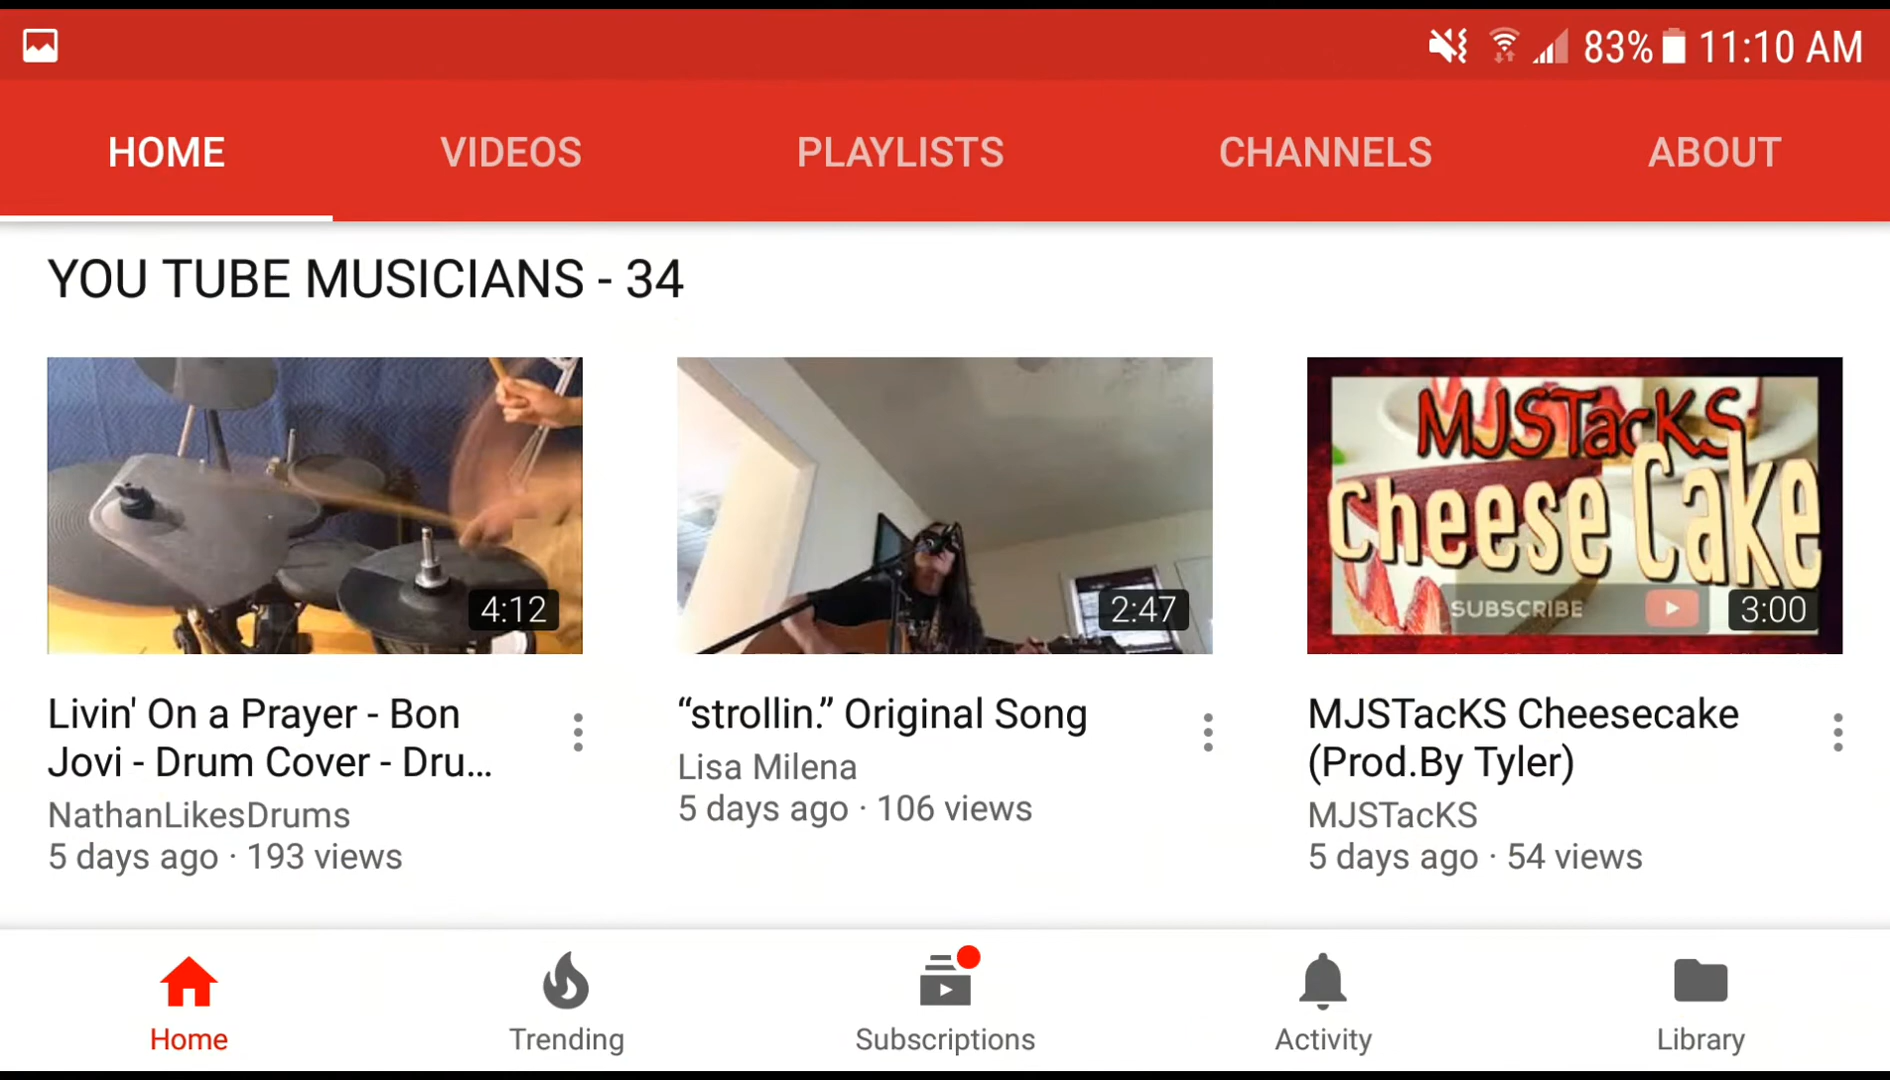 83% 11:10 AM
HOME VIDEOS PLAYLISTS CHANNELS ABOUT
YOU TUBE MUSICIANS - 34
4:12
2:47
MJSTacKS
Cheese Cake
SUBSCRIBE
3:00
Livin' On a Prayer - Bon
Jovi - Drum Cover - Dru...
NathanLikesDrums
5 days ago · 193 views
“strollin.” Original Song
Lisa Milena
5 days ago · 106 views
MJSTacKS Cheesecake
(Prod.By Tyler)
MJSTacKS
5 days ago · 54 views
Home Trending Subscriptions Activity Library